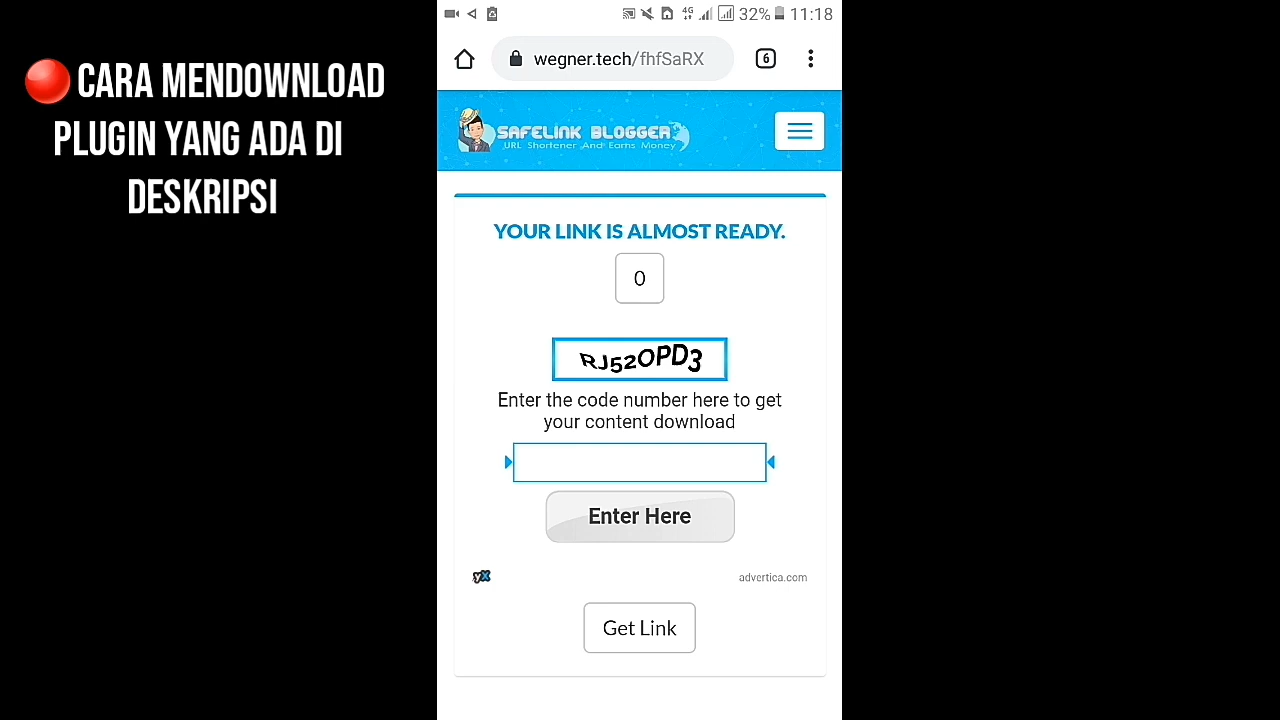 CARA MENDOWNLOAD
PLUGIN YANG ADA DI
DESKRIPSI
4G 32% 11:18
wegner.tech/fhfSaRX
6
SAFELINK BLOGGER
URL Shortener And Earns Money
YOUR LINK IS ALMOST READY.
0
RJ52OPD3
Enter the code number here to get
your content download
Enter Here
yx
advertica.com
Get Link